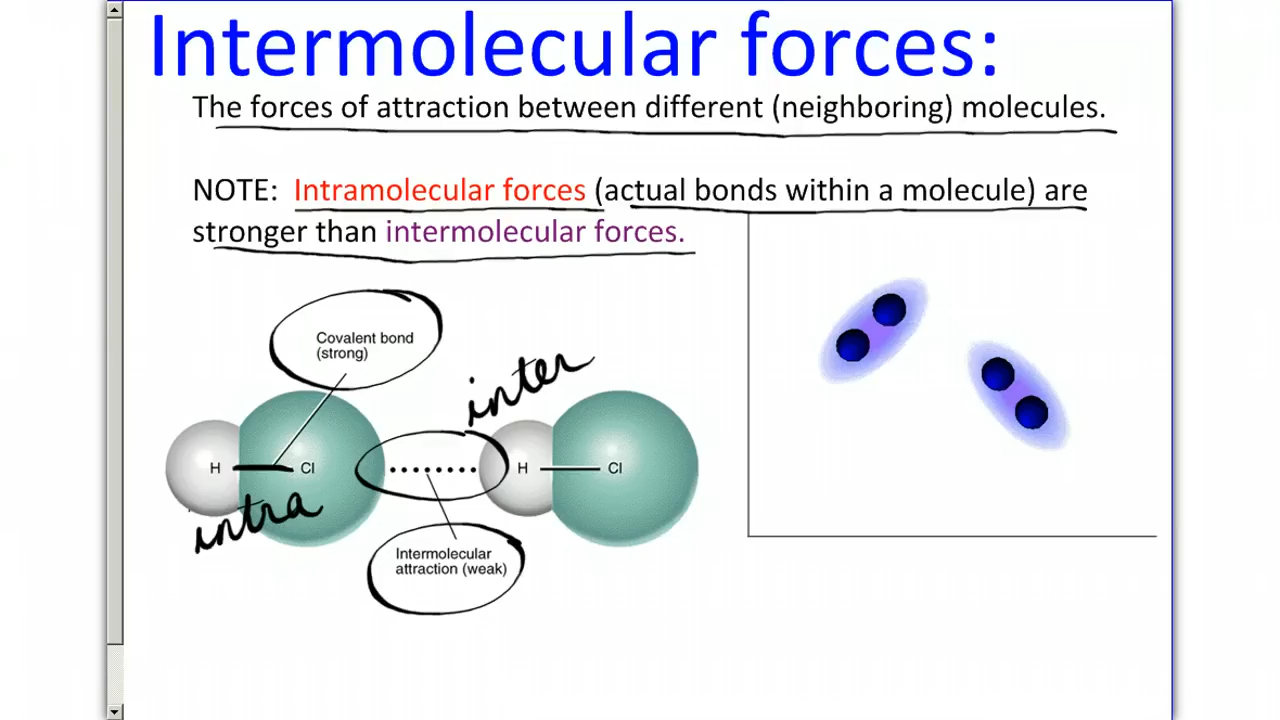 Intermolecular forces:
The forces of attraction between different (neighboring) molecules.
NOTE: Intramolecular forces (actual bonds within a molecule) are
stronger than intermolecular forces.
Covalent bond
(strong)
inter
H Cl H Cl
intra
Intermolecular
attraction (weak)